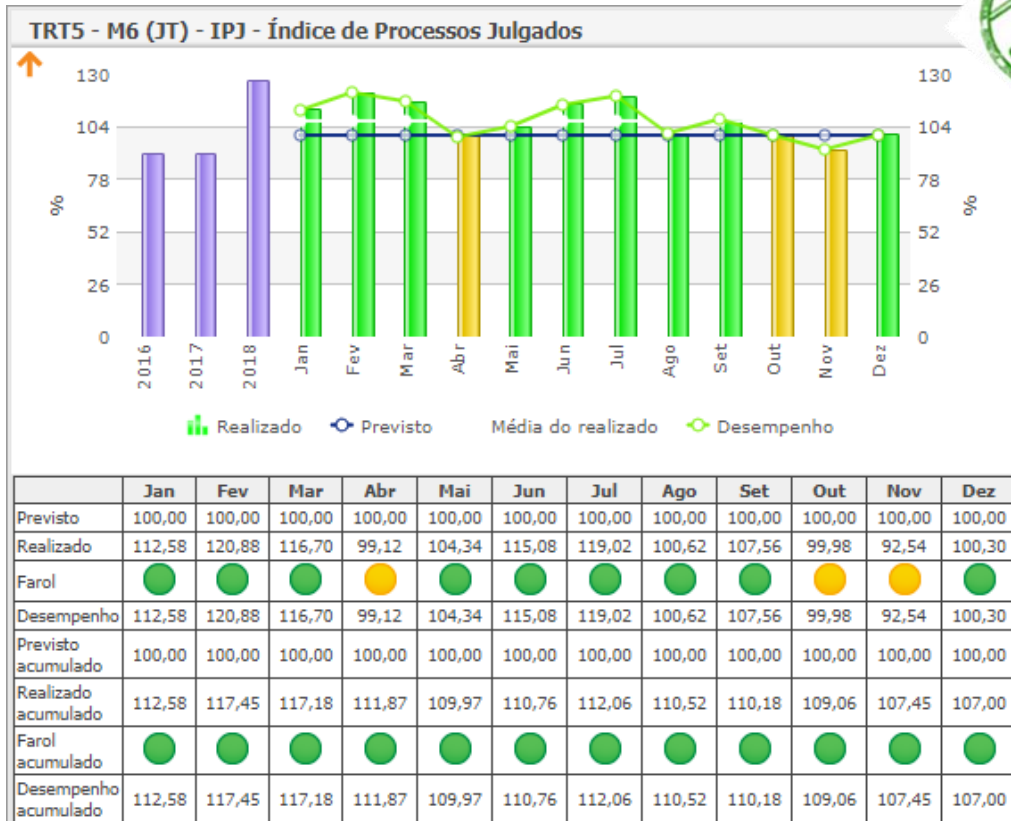 TRT5 - M6 (JT) - IPJ - Índice de Processos Julgados
130 130
104 104
78 78
% %
52 52
26 26
0 0
2016 2017 2018 Jan Fev Mar Abr Mai Jun Jul Ago Set Out Nov Dez
Realizado Previsto Média do realizado Desempenho
Jan Fev Mar Abr Mai Jun Jul Ago Set Out Nov Dez
Previsto 100,00 100,00 100,00 100,00 100,00 100,00 100,00 100,00 100,00 100,00 100,00 100,00
Realizado 112,58 120,88 116,70 99,12 104,34 115,08 119,02 100,62 107,56 99,98 92,54 100,30
Farol
Desempenho 112,58 120,88 116,70 99,12 104,34 115,08 119,02 100,62 107,56 99,98 92,54 100,30
Previsto
acumulado 100,00 100,00 100,00 100,00 100,00 100,00 100,00 100,00 100,00 100,00 100,00 100,00
Realizado
acumulado 112,58 117,45 117,18 111,87 109,97 110,76 112,06 110,52 110,18 109,06 107,45 107,00
Farol
acumulado
Desempenho
acumulado 112,58 117,45 117,18 111,87 109,97 110,76 112,06 110,52 110,18 109,06 107,45 107,00